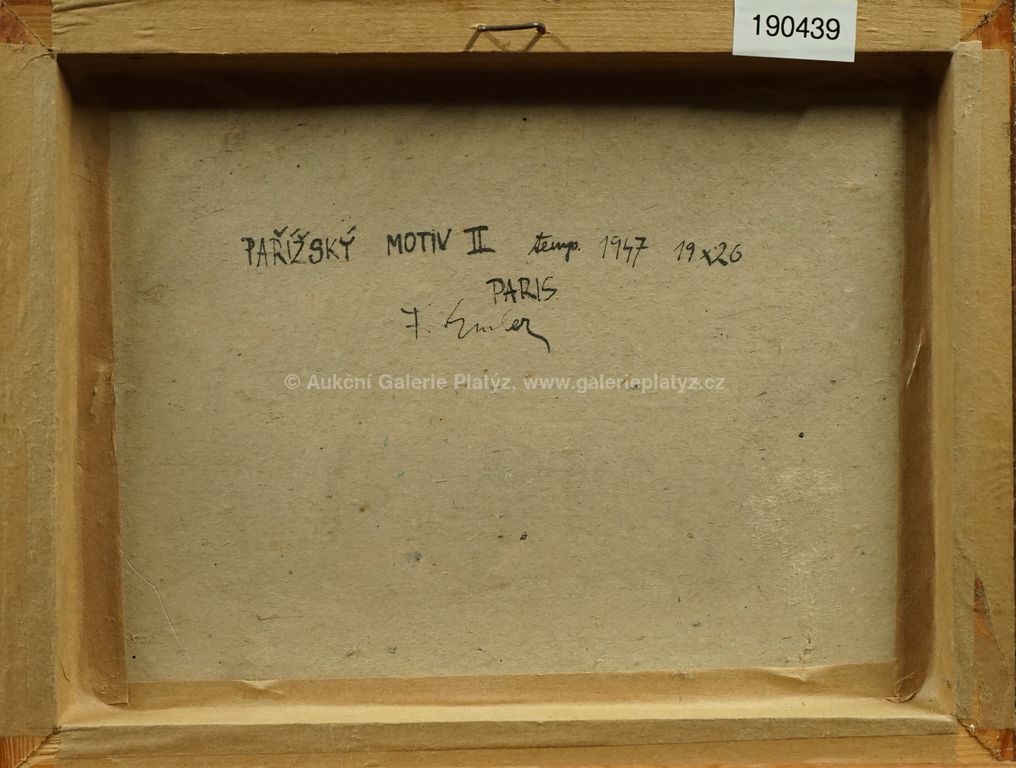 190439
PAŘÍŽSKÝ MOTIV II temp. 1947 19x26
PARIS
F.
© Aukční Galerie Platýz, www.galerieplatyz.cz